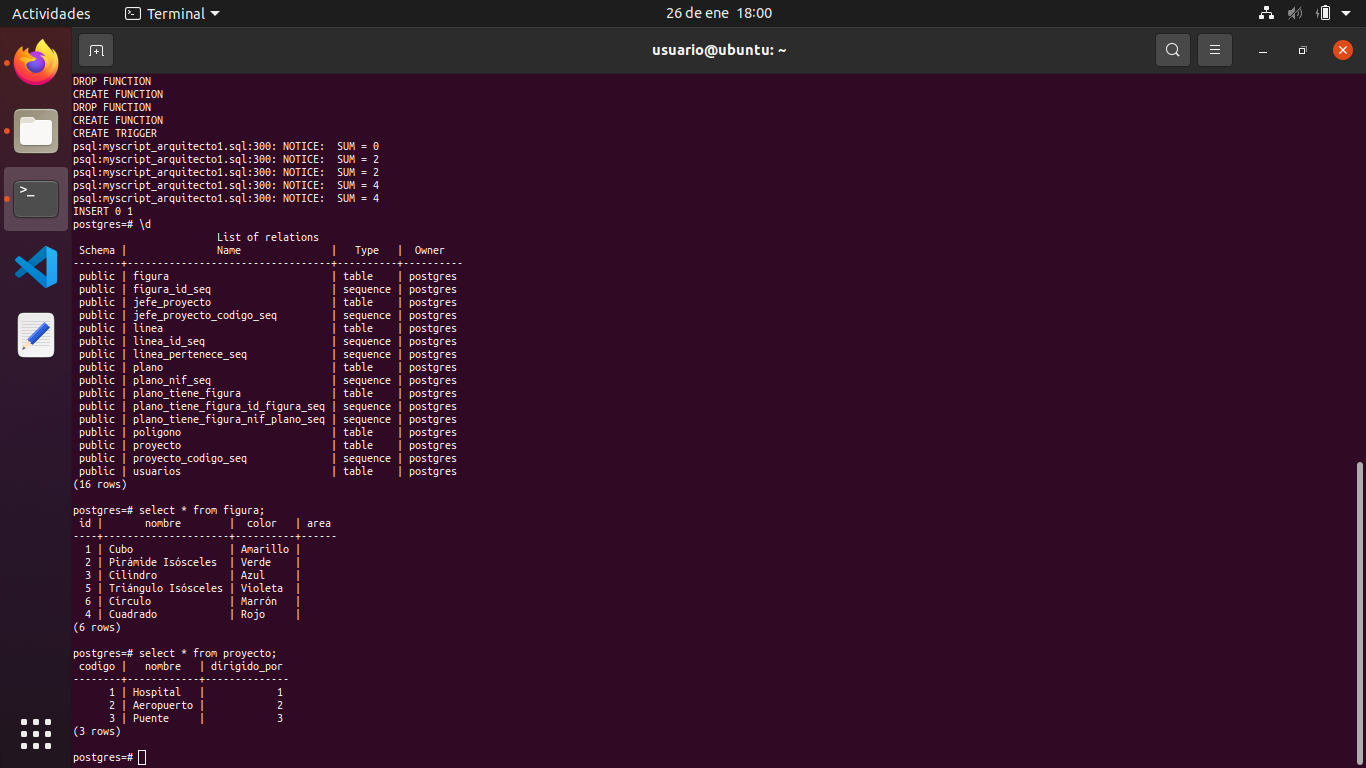 Actividades
Terminal
26 de ene 18:00
usuario@ubuntu: ~
DROP FUNCTION
CREATE FUNCTION
DROP FUNCTION
CREATE FUNCTION
CREATE TRIGGER
psql:myscript_arquitecto1.sql:300: NOTICE:  SUM = 0
psql:myscript_arquitecto1.sql:300: NOTICE:  SUM = 2
psql:myscript_arquitecto1.sql:300: NOTICE:  SUM = 2
psql:myscript_arquitecto1.sql:300: NOTICE:  SUM = 4
psql:myscript_arquitecto1.sql:300: NOTICE:  SUM = 4
INSERT 0 1
postgres=# \d
                        List of relations
 Schema |              Name               |   Type   |  Owner
--------+---------------------------------+----------+----------
 public | figura                          | table    | postgres
 public | figura_id_seq                   | sequence | postgres
 public | jefe_proyecto                   | table    | postgres
 public | jefe_proyecto_codigo_seq        | sequence | postgres
 public | linea                           | table    | postgres
 public | linea_id_seq                    | sequence | postgres
 public | linea_pertenece_seq             | sequence | postgres
 public | plano                           | table    | postgres
 public | plano_nif_seq                   | sequence | postgres
 public | plano_tiene_figura              | table    | postgres
 public | plano_tiene_figura_id_figura_seq | sequence | postgres
 public | plano_tiene_figura_nif_plano_seq | sequence | postgres
 public | poligono                        | table    | postgres
 public | proyecto                        | table    | postgres
 public | proyecto_codigo_seq             | sequence | postgres
 public | usuarios                        | table    | postgres
(16 rows)
postgres=# select * from figura;
 id |       nombre        |  color   | area
----+---------------------+----------+------
  1 | Cubo                | Amarillo |
  2 | Pirámide Isósceles  | Verde    |
  3 | Cilindro            | Azul     |
  5 | Triángulo Isósceles | Violeta  |
  6 | Círculo             | Marrón   |
  4 | Cuadrado            | Rojo     |
(6 rows)
postgres=# select * from proyecto;
 codigo |   nombre   | dirigido_por
--------+------------+--------------
      1 | Hospital   |            1
      2 | Aeropuerto |            2
      3 | Puente     |            3
(3 rows)
postgres=#